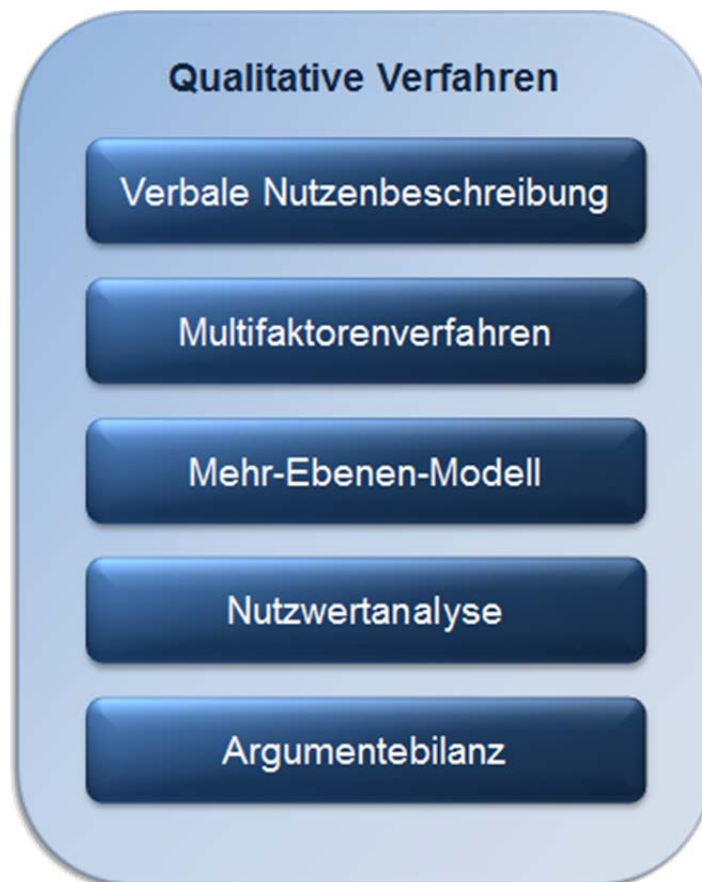 Qualitative Verfahren
Verbale Nutzenbeschreibung
Multifaktorenverfahren
Mehr-Ebenen-Modell
Nutzwertanalyse
Argumentebilanz